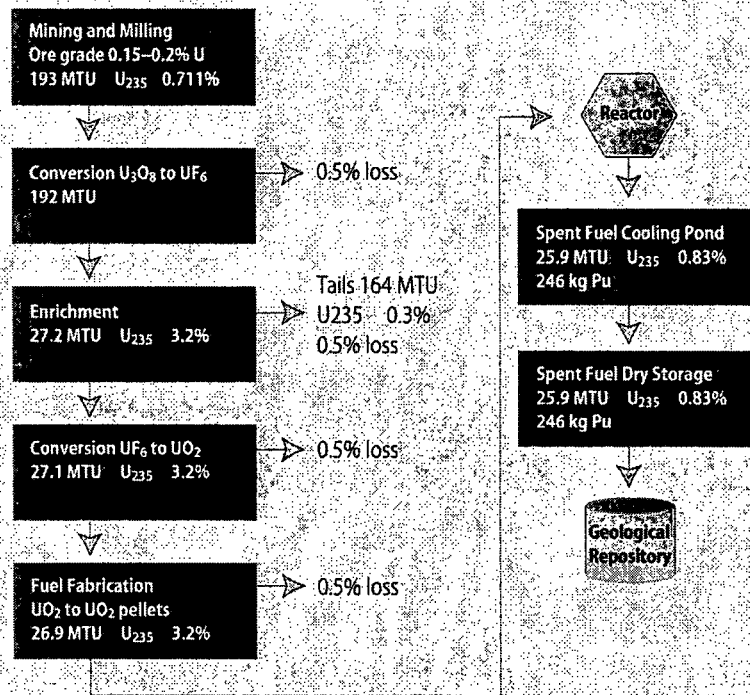 Mining and Milling
Ore grade 0.15–0.2% U
193 MTU U₂₃₅ 0.711%
Conversion U₃O₈ to UF₆
192 MTU
0.5% loss
Enrichment
27.2 MTU U₂₃₅ 3.2%
Tails 164 MTU
U235 0.3%
0.5% loss
Conversion UF₆ to UO₂
27.1 MTU U₂₃₅ 3.2%
0.5% loss
Fuel Fabrication
UO₂ to UO₂ pellets
26.9 MTU U₂₃₅ 3.2%
0.5% loss
Reactor
Spent Fuel Cooling Pond
25.9 MTU U₂₃₅ 0.83%
246 kg Pu
Spent Fuel Dry Storage
25.9 MTU U₂₃₅ 0.83%
246 kg Pu
Geological
Repository